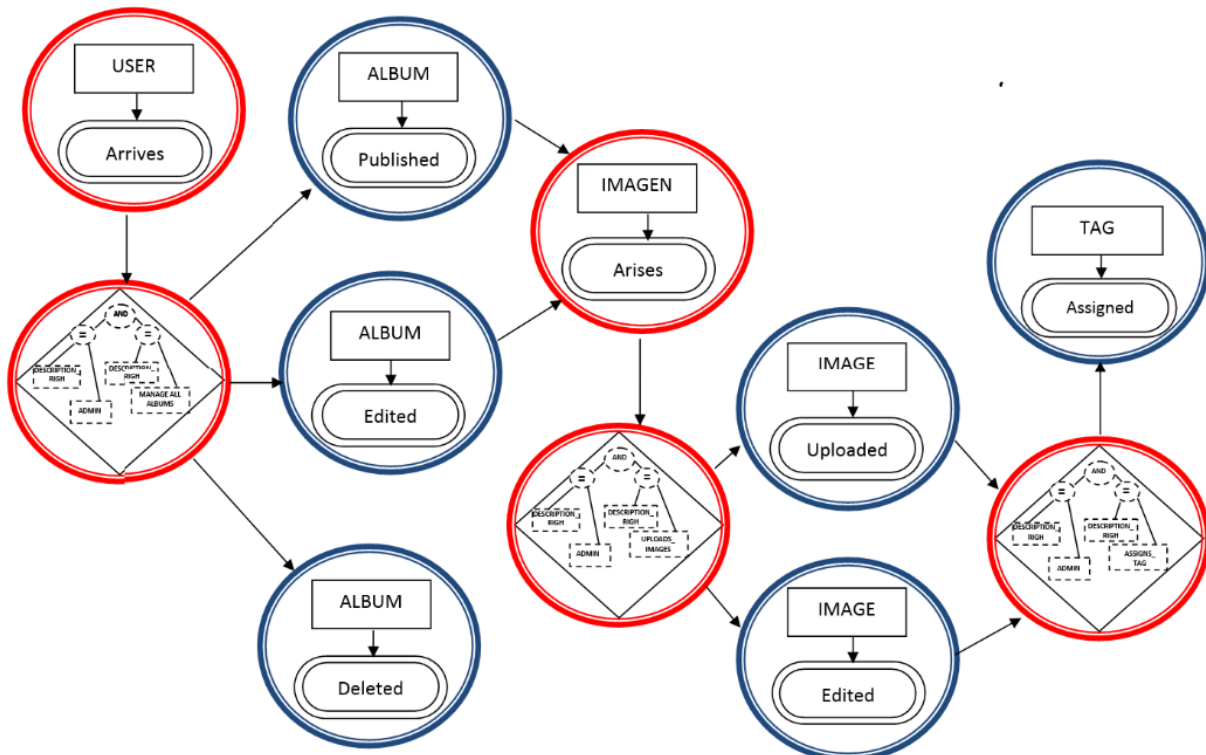 USER
Arrives
ALBUM
Published
IMAGEN
Arises
TAG
Assigned
AND
=
=
DESCRIPTION_
RIGH
DESCRIPTION_
RIGH
ADMIN
MANAGE ALL
ALBUMS
ALBUM
Edited
IMAGE
Uploaded
AND
=
=
DESCRIPTION_
RIGH
DESCRIPTION_
RIGH
ADMIN
UPLOADS_
IMAGES
AND
=
=
DESCRIPTION_
RIGH
DESCRIPTION_
RIGH
ADMIN
ASSIGNS_
TAG
ALBUM
Deleted
IMAGE
Edited